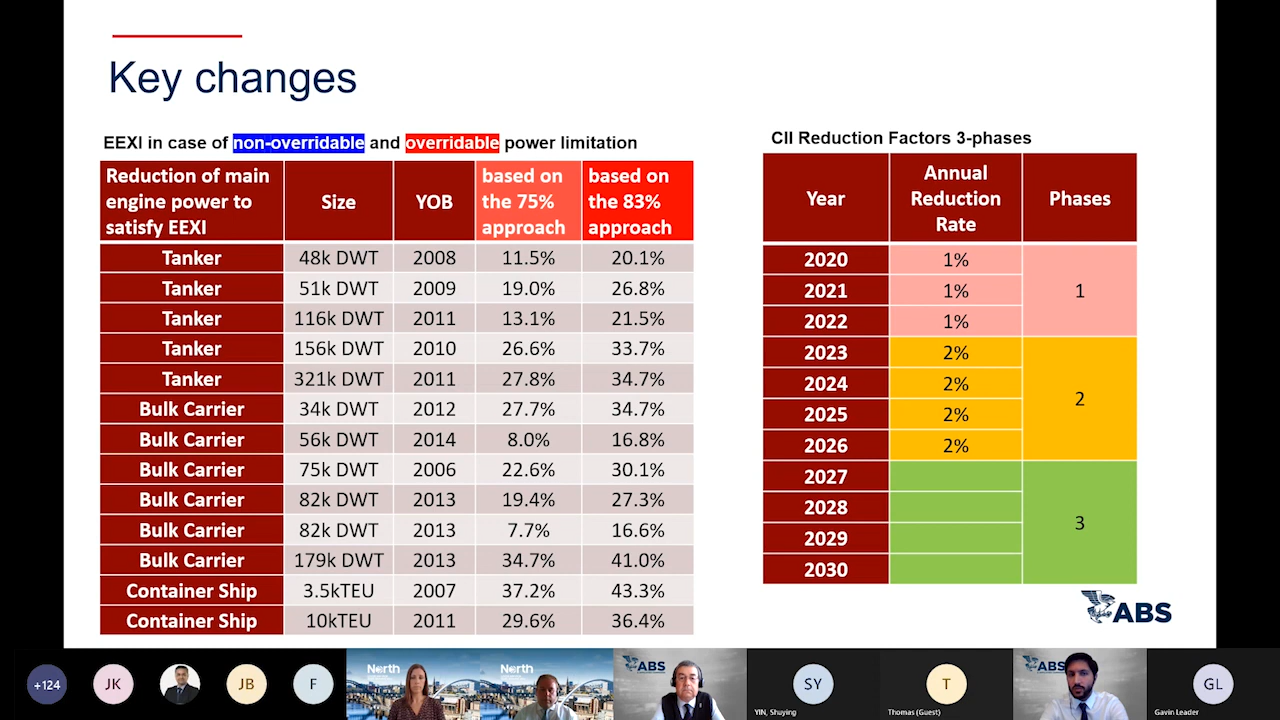 Key changes
EEXI in case of non-overridable and overridable power limitation
Reduction of main engine power to satisfy EEXI Size YOB based on the 75% approach based on the 83% approach
Tanker 48k DWT 2008 11.5% 20.1%
Tanker 51k DWT 2009 19.0% 26.8%
Tanker 116k DWT 2011 13.1% 21.5%
Tanker 156k DWT 2010 26.6% 33.7%
Tanker 321k DWT 2011 27.8% 34.7%
Bulk Carrier 34k DWT 2012 27.7% 34.7%
Bulk Carrier 56k DWT 2014 8.0% 16.8%
Bulk Carrier 75k DWT 2006 22.6% 30.1%
Bulk Carrier 82k DWT 2013 19.4% 27.3%
Bulk Carrier 82k DWT 2013 7.7% 16.6%
Bulk Carrier 179k DWT 2013 34.7% 41.0%
Container Ship 3.5kTEU 2007 37.2% 43.3%
Container Ship 10kTEU 2011 29.6% 36.4%
CII Reduction Factors 3-phases
Year Annual Reduction Rate Phases
2020 1%
2021 1% 1
2022 1%
2023 2%
2024 2%
2
2025 2%
2026 2%
2027
2028
3
2029
2030
ABS
+124 JK JB F North North ABS SY T ABS GL
YIN, Shuying Thomas (Guest) Gavin Leader